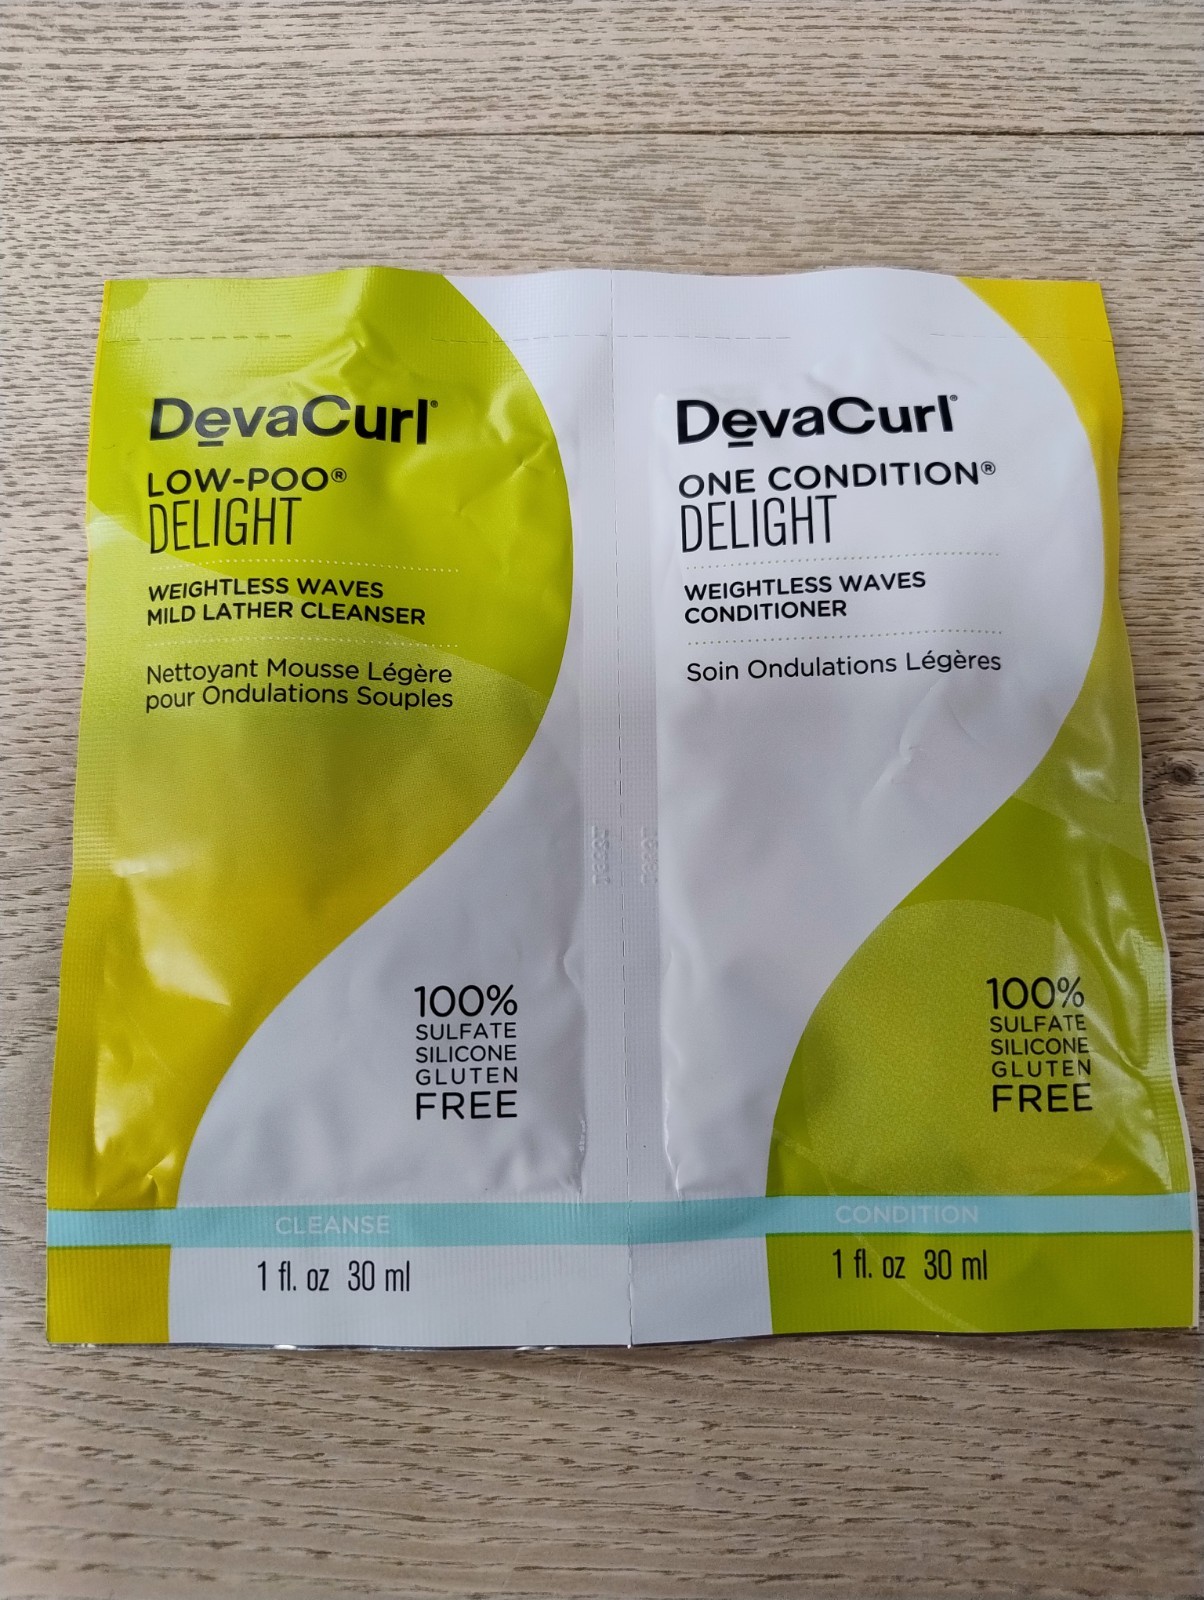 DevaCurl®
LOW-POO®
DELIGHT
WEIGHTLESS WAVES
MILD LATHER CLEANSER
Nettoyant Mousse Légère
pour Ondulations Souples
100%
SULFATE
SILICONE
GLUTEN
FREE
CLEANSE
1 fl. oz 30 ml
DevaCurl®
ONE CONDITION®
DELIGHT
WEIGHTLESS WAVES
CONDITIONER
Soin Ondulations Légères
100%
SULFATE
SILICONE
GLUTEN
FREE
CONDITION
1 fl. oz 30 ml